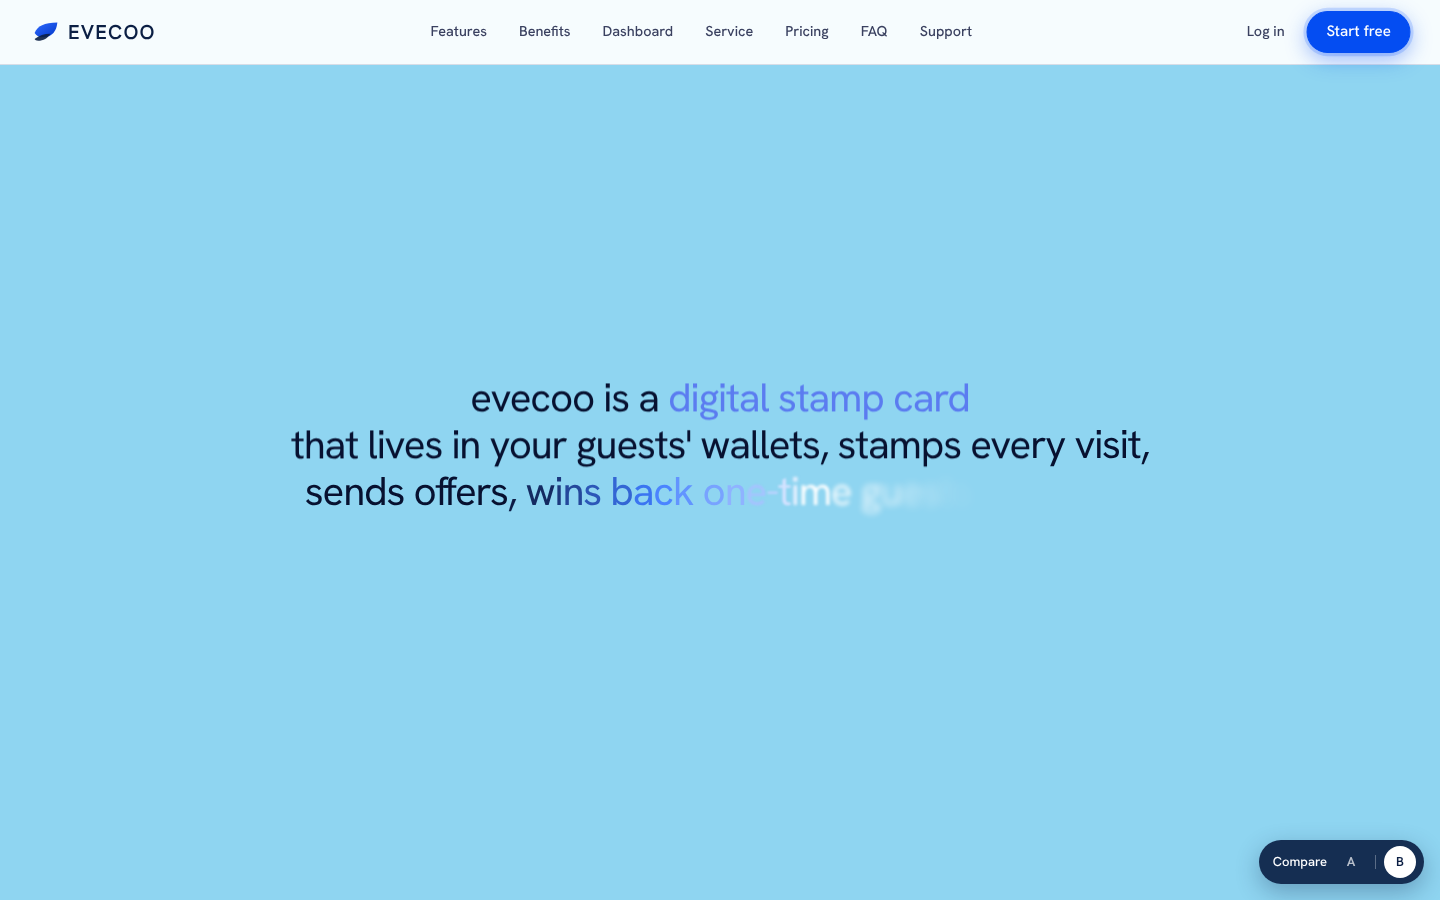 EVECOO
Features
Benefits
Dashboard
Service
Pricing
FAQ
Support
Log in
Start free
evecoo is a digital stamp card
that lives in your guests' wallets, stamps every visit,
sends offers, wins back one-time
Compare
A
B